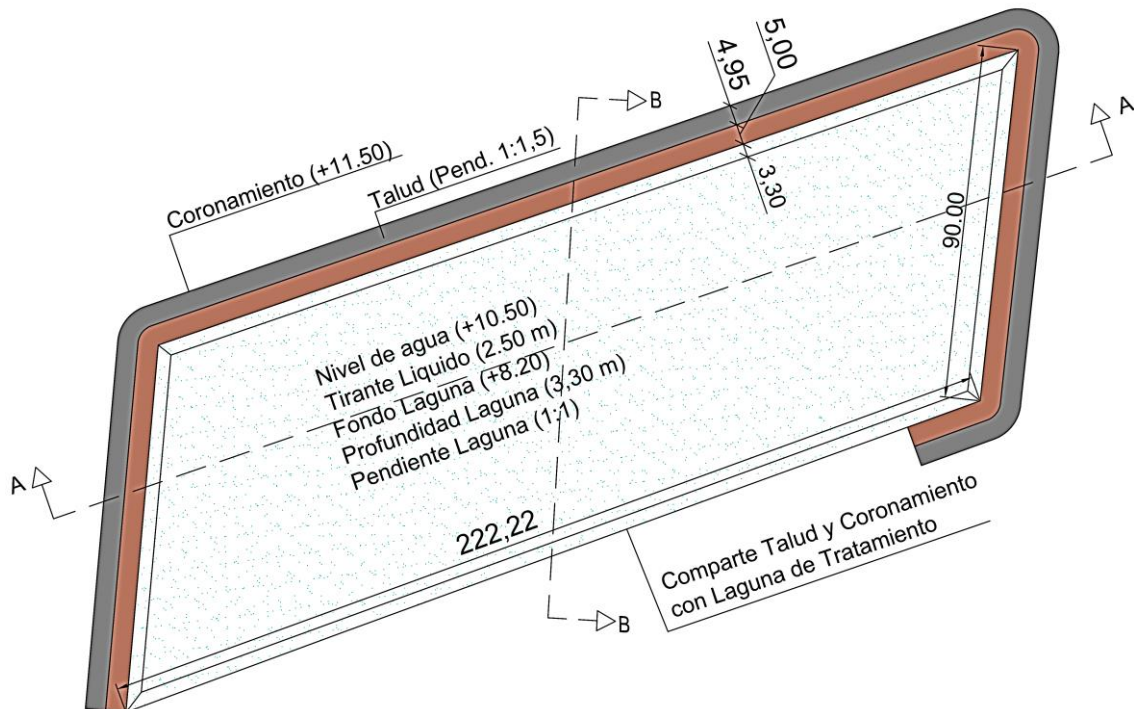 4,95
5,00
B
A
Coronamiento (+11.50)
Talud (Pend. 1:1,5)
3,30
90.00
Nivel de agua (+10.50)
Tirante Liquido (2.50 m)
Fondo Laguna (+8.20)
Profundidad Laguna (3,30 m)
Pendiente Laguna (1:1)
A
222,22
Comparte Talud y Coronamiento
con Laguna de Tratamiento
B